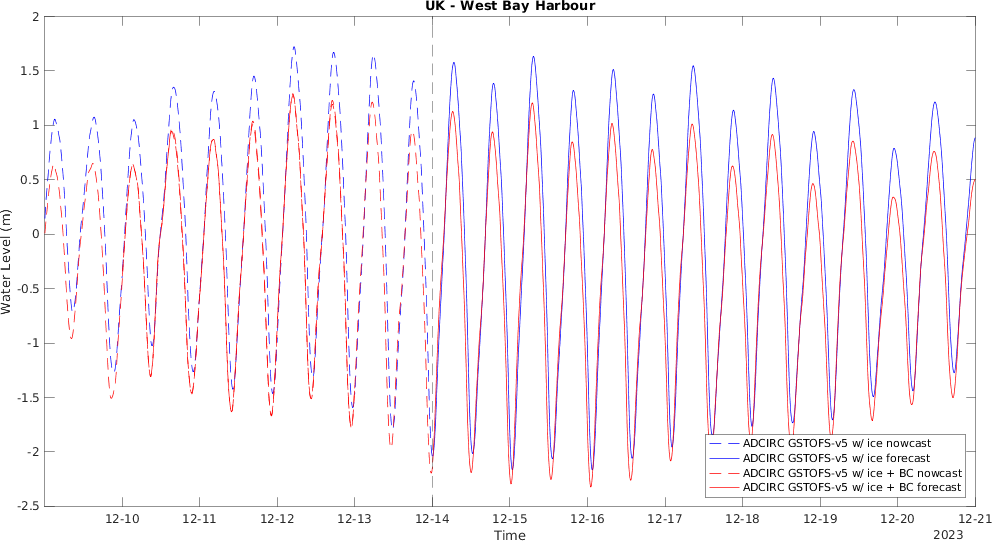 UK - West Bay Harbour
Water Level (m)
2
1.5
1
0.5
0
-0.5
-1
-1.5
-2
-2.5
ADCIRC GSTOFS-v5 w/ ice nowcast
ADCIRC GSTOFS-v5 w/ ice forecast
ADCIRC GSTOFS-v5 w/ ice + BC nowcast
ADCIRC GSTOFS-v5 w/ ice + BC forecast
12-10 12-11 12-12 12-13 12-14 12-15 12-16 12-17 12-18 12-19 12-20 12-21
Time
2023